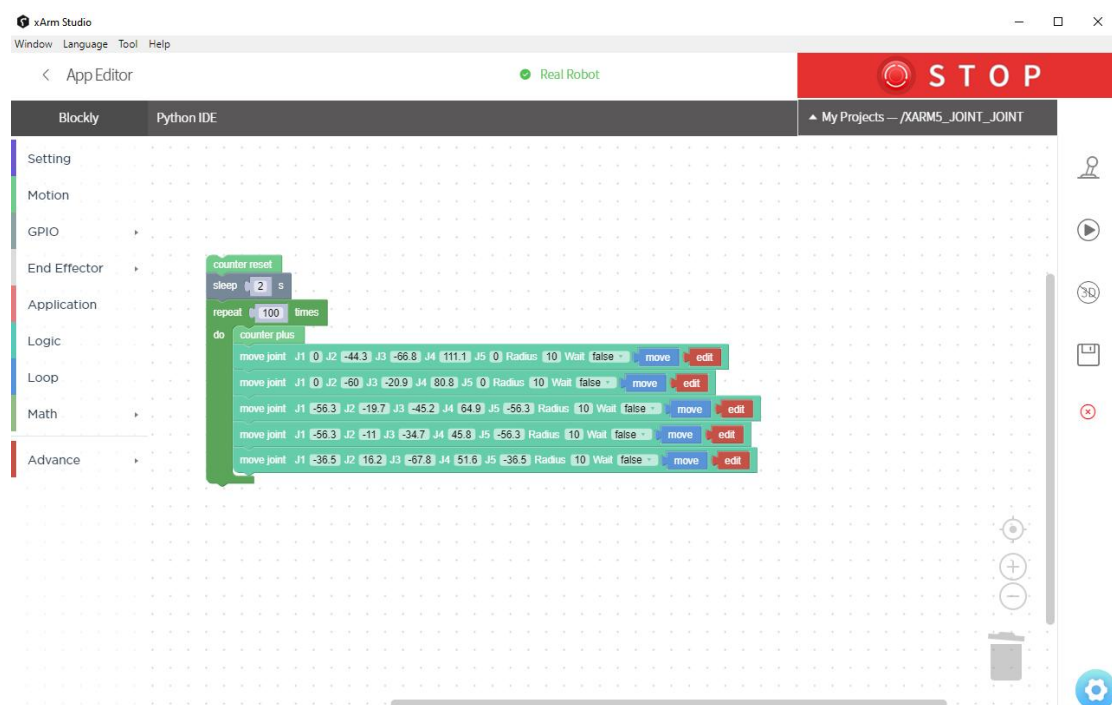 xArm Studio
Window Language Tool Help
App Editor
Real Robot
STOP
Blockly
Python IDE
My Projects — /XARM5_JOINT_JOINT
Setting
Motion
GPIO
End Effector
Application
Logic
Loop
Math
Advance
counter reset
sleep 2 s
repeat 100 times
do counter plus
move joint J1 0 J2 -44.3 J3 -66.8 J4 111.1 J5 0 Radius 10 Wait false move edit
move joint J1 0 J2 -60 J3 -20.9 J4 80.8 J5 0 Radius 10 Wait false move edit
move joint J1 -56.3 J2 -19.7 J3 -45.2 J4 64.9 J5 -56.3 Radius 10 Wait false move edit
move joint J1 -56.3 J2 -11 J3 -34.7 J4 45.8 J5 -56.3 Radius 10 Wait false move edit
move joint J1 -36.5 J2 16.2 J3 -67.8 J4 51.6 J5 -36.5 Radius 10 Wait false move edit
3D